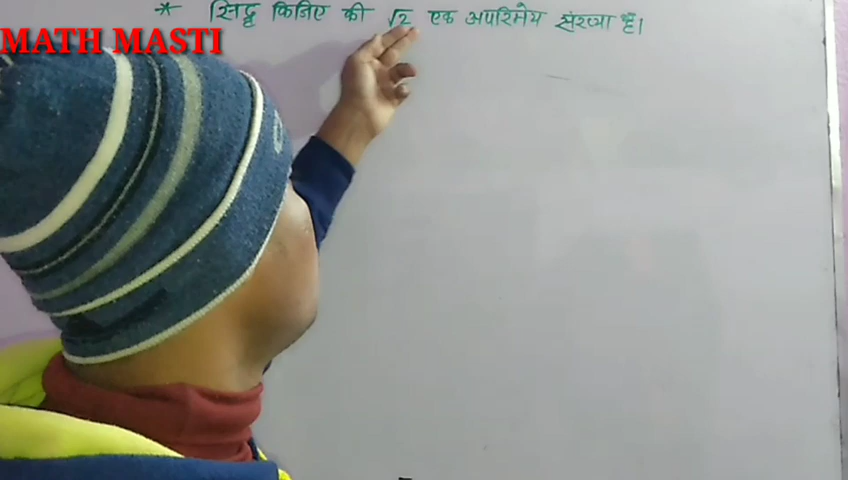 * सिद्ध किजिए की √2 एक अपरिमेय संख्या है।
MATH MASTI